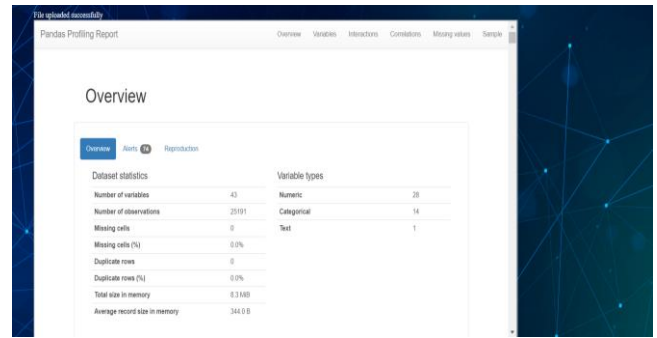 File uploaded successfully
Pandas Profiling Report Overview Variables Interactions Correlations Missing values Sample
Overview
Overview Alerts 74 Reproduction
Dataset statistics Variable types
Number of variables 43 Numeric 28
Number of observations 25191 Categorical 14
Missing cells 0 Text 1
Missing cells (%) 0.0%
Duplicate rows 0
Duplicate rows (%) 0.0%
Total size in memory 8.3 MiB
Average record size in memory 344.0 B